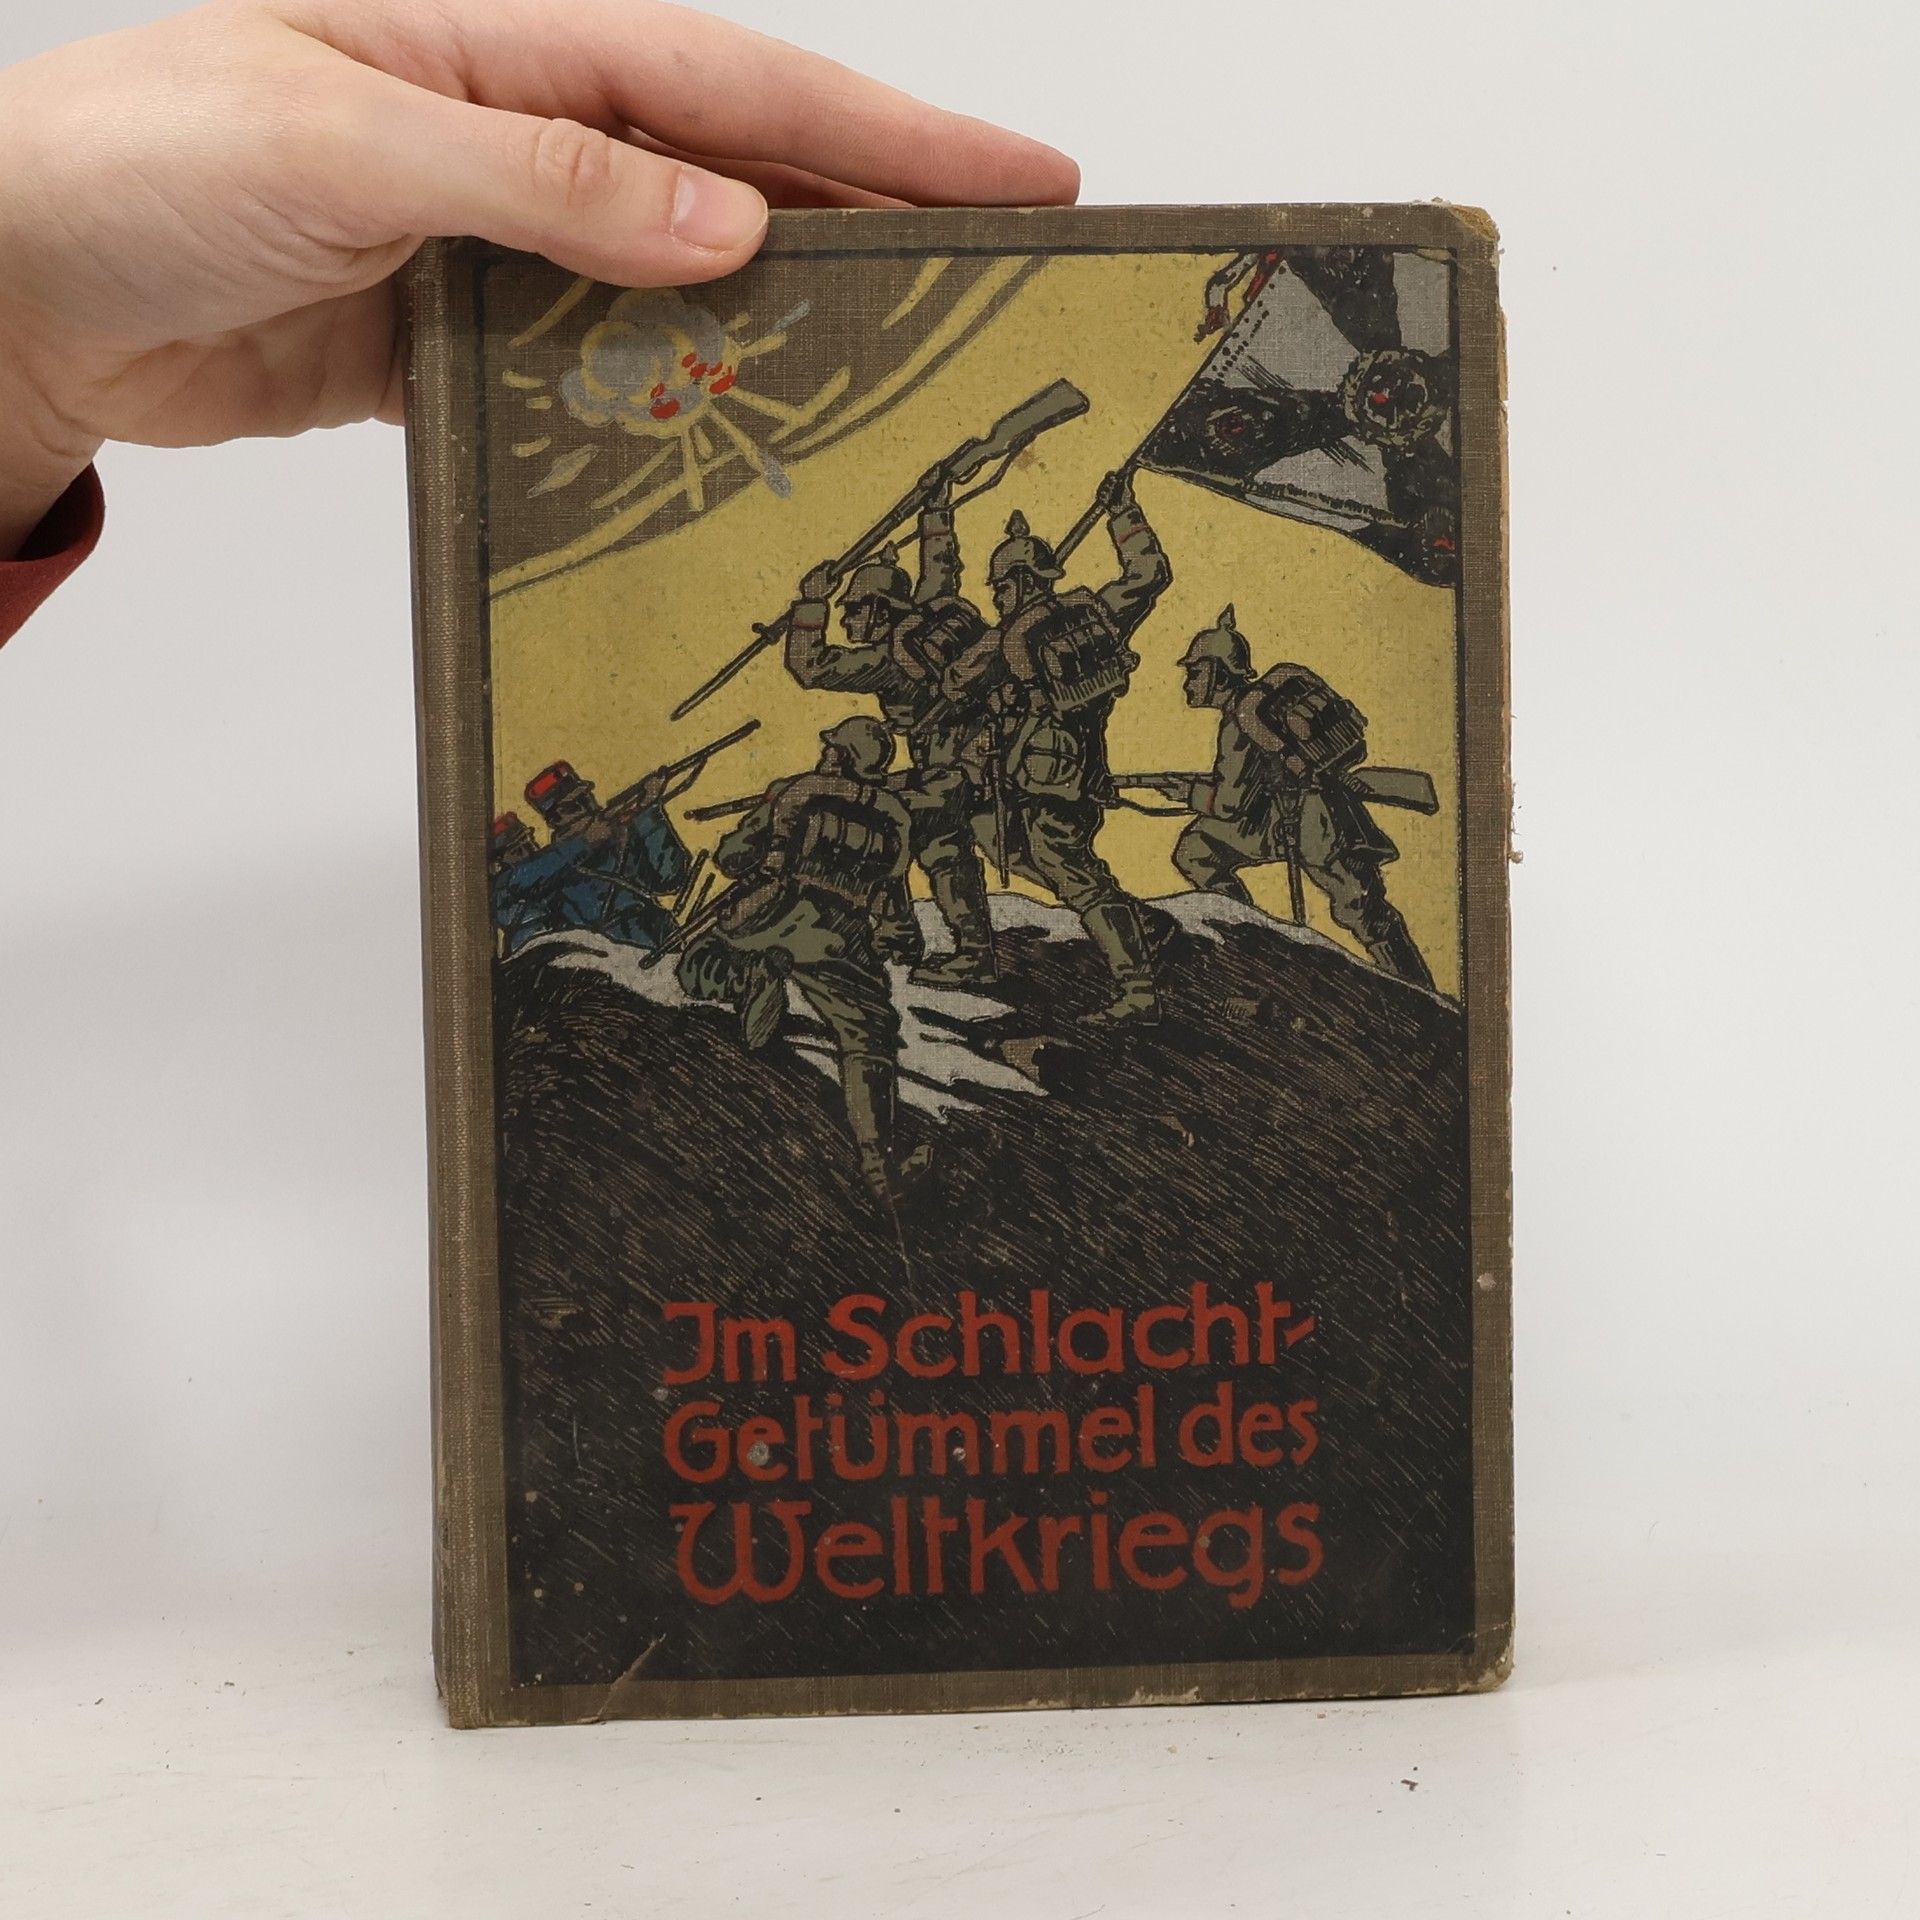 Im Schlacht-
Getümmel des
Weltkriegs